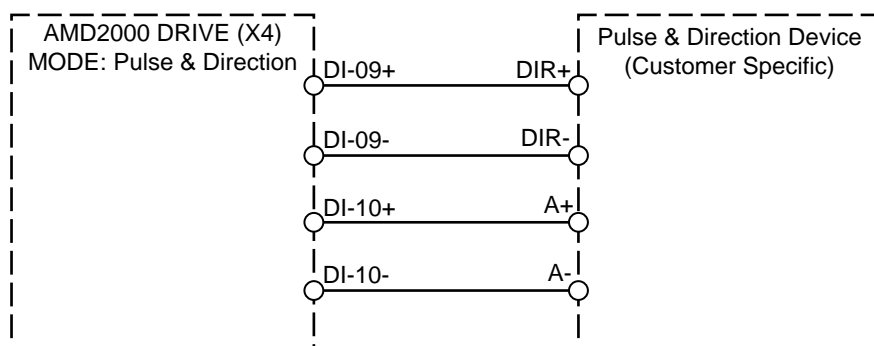 AMD2000 DRIVE (X4)
MODE: Pulse & Direction
Pulse & Direction Device
(Customer Specific)
DI-09+
DIR+
DI-09-
DIR-
DI-10+
A+
DI-10-
A-